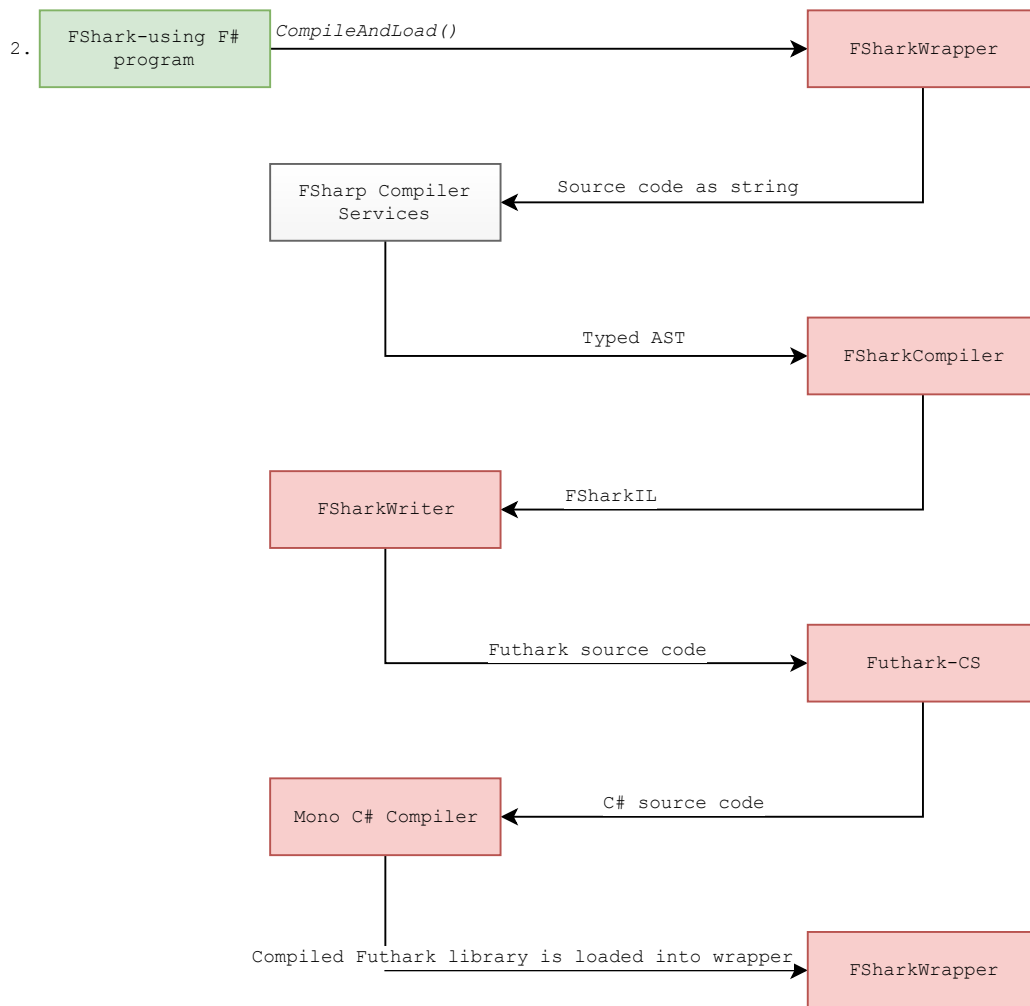 2.
FShark-using F#
program
CompileAndLoad()
FSharkWrapper
FSharp Compiler
Services
Source code as string
Typed AST
FSharkCompiler
FSharkWriter
FSharkIL
Futhark source code
Futhark-CS
Mono C# Compiler
C# source code
Compiled Futhark library is loaded into wrapper
FSharkWrapper